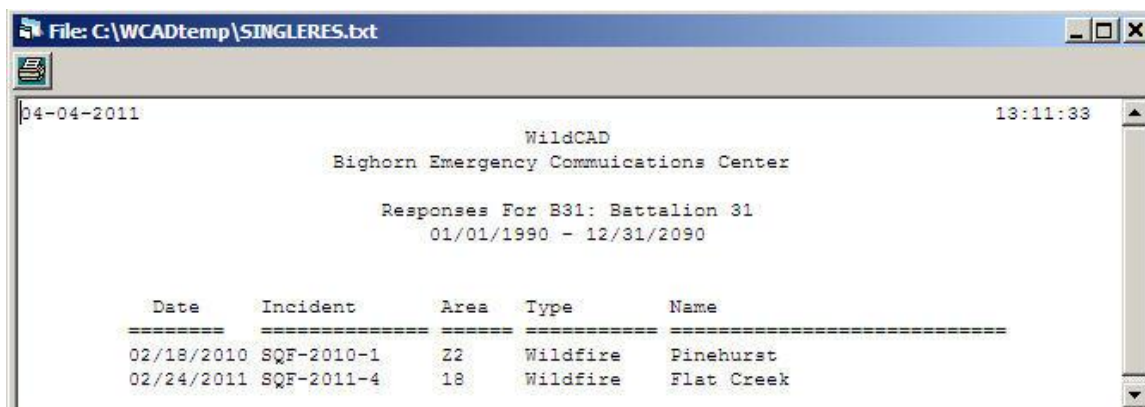 File: C:\WCADtemp\SINGLERES.txt
04-04-2011 13:11:33
WildCAD
Bighorn Emergency Commuications Center
Responses For B31: Battalion 31
01/01/1990 - 12/31/2090
Date Incident Area Type Name
======== ============== ====== =========== ============================
02/18/2010 SQF-2010-1 Z2 Wildfire Pinehurst
02/24/2011 SQF-2011-4 18 Wildfire Flat Creek